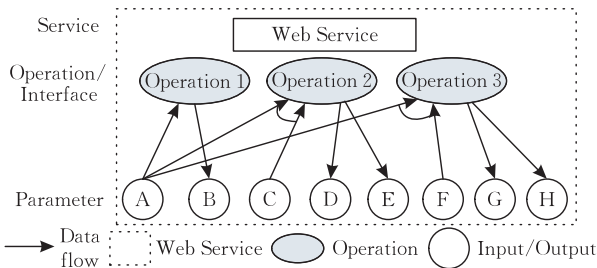 Service
Web Service
Operation/
Interface
Operation 1 Operation 2 Operation 3
Parameter A B C D E F G H
Data
flow
Web Service Operation Input/Output